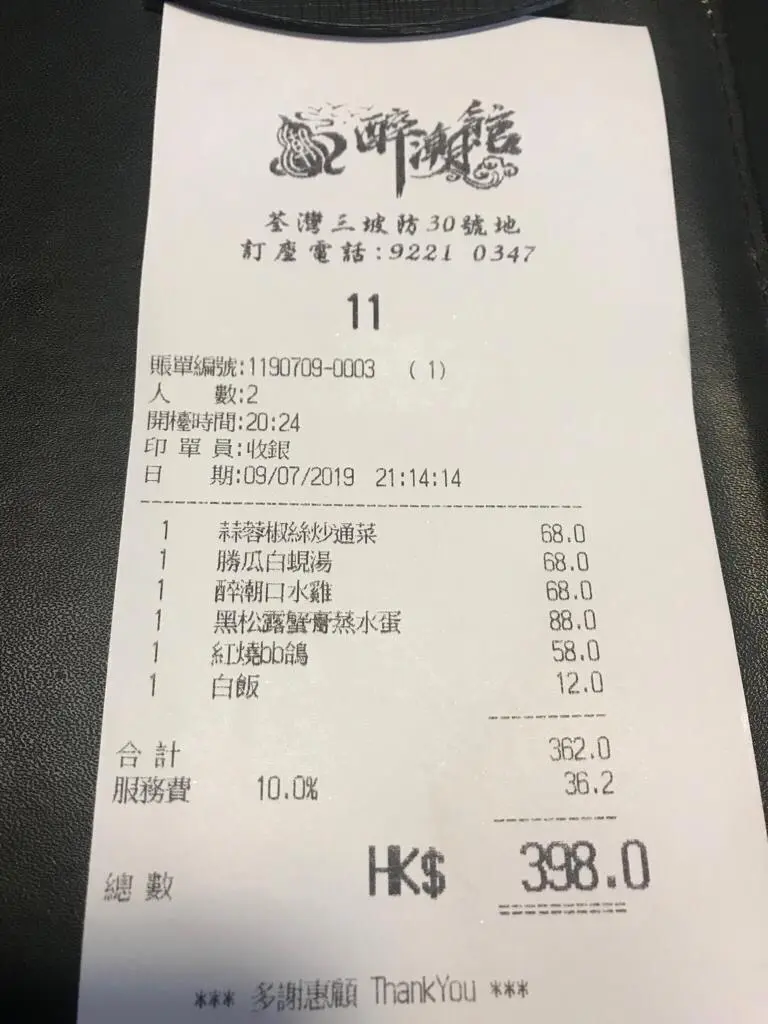 醉潮館
荃灣三坡防30號地
訂座電話:9221 0347
11
賬單編號:1190709-0003 (1)
人 數:2
開檯時間:20:24
印單員:收銀
日 期:09/07/2019 21:14:14
1 蒜蓉椒絲炒通菜 68.0
1 勝瓜白蜆湯 68.0
1 醉潮口水雞 68.0
1 黑松露蟹膏蒸水蛋 88.0
1 紅燒bb鴿 58.0
1 白飯 12.0
合計 362.0
服務費 10.0% 36.2
總數 HK$ 398.0
*** 多謝惠顧 ThankYou ***